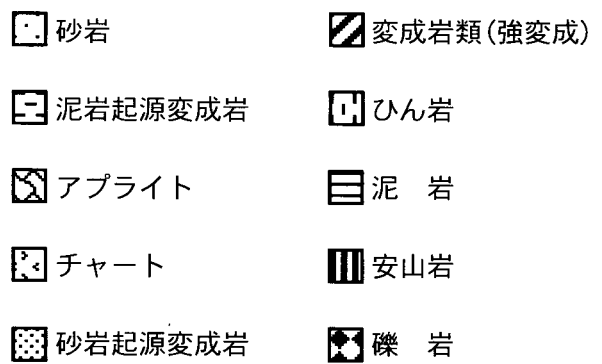 砂岩
変成岩類(強変成)
泥岩起源変成岩
ひん岩
アプライト
泥　岩
チャート
安山岩
砂岩起源変成岩
礫　岩